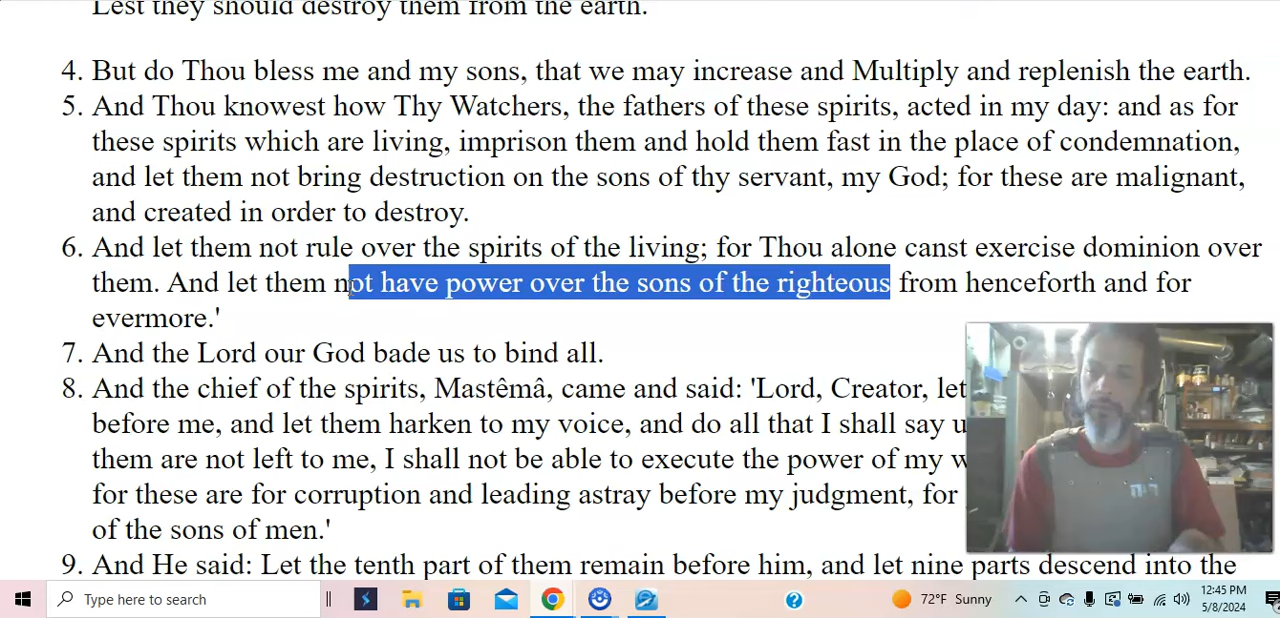 Lest they should destroy them from the earth.
4. But do Thou bless me and my sons, that we may increase and Multiply and replenish the earth.
5. And Thou knowest how Thy Watchers, the fathers of these spirits, acted in my day: and as for
these spirits which are living, imprison them and hold them fast in the place of condemnation,
and let them not bring destruction on the sons of thy servant, my God; for these are malignant,
and created in order to destroy.
6. And let them not rule over the spirits of the living; for Thou alone canst exercise dominion over
them. And let them not have power over the sons of the righteous from henceforth and for
evermore.'
7. And the Lord our God bade us to bind all.
8. And the chief of the spirits, Mastêmâ, came and said: 'Lord, Creator, let
before me, and let them harken to my voice, and do all that I shall say u
them are not left to me, I shall not be able to execute the power of my w
for these are for corruption and leading astray before my judgment, for
of the sons of men.'
9. And He said: Let the tenth part of them remain before him, and let nine parts descend into the
Type here to search
72°F Sunny
12:45 PM
5/8/2024